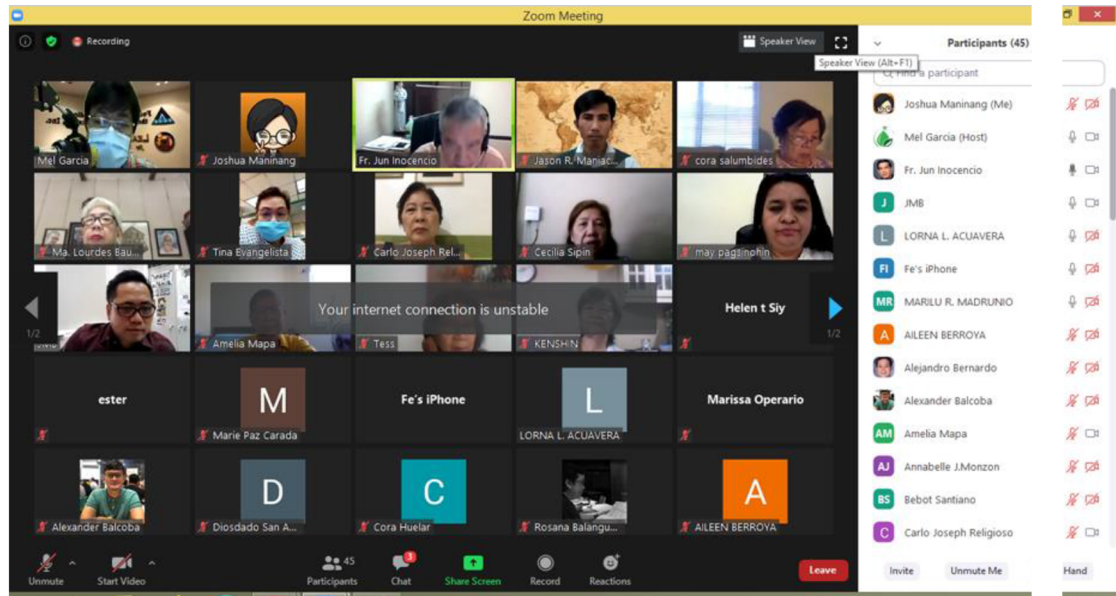 Zoom Meeting
Recording
Speaker View
Speaker View (Alt+F1)
Participants (45)
Find a participant
Mel Garcia
Joshua Maninang
Fr. Jun Inocencio
Jason R. Maniac...
cora salumbides
Ma. Lourdes Bau...
Tina Evangelista
Carlo Joseph Rel...
Cecilia Sipin
may pagsinohin
Your internet connection is unstable
1/2
Amelia Mapa
Tess
KENSHIN
Helen t Siy
1/2
ester
M
Marie Paz Carada
Fe's iPhone
L
LORNA L. ACUAVERA
Marissa Operario
Alexander Balcoba
D
Diosdado San A...
C
Cora Huelar
Rosana Balangu...
A
AILEEN BERROYA
Joshua Maninang (Me)
Mel Garcia (Host)
Fr. Jun Inocencio
J JMB
L LORNA L. ACUAVERA
FI Fe's iPhone
MR MARILU R. MADRUNIO
A AILEEN BERROYA
Alejandro Bernardo
Alexander Balcoba
AM Amelia Mapa
AJ Annabelle J.Monzon
BS Bebot Santiano
C Carlo Joseph Religioso
Unmute
Start Video
45
Participants
3
Chat
Share Screen
Record
Reactions
Leave
Invite
Unmute Me
Hand